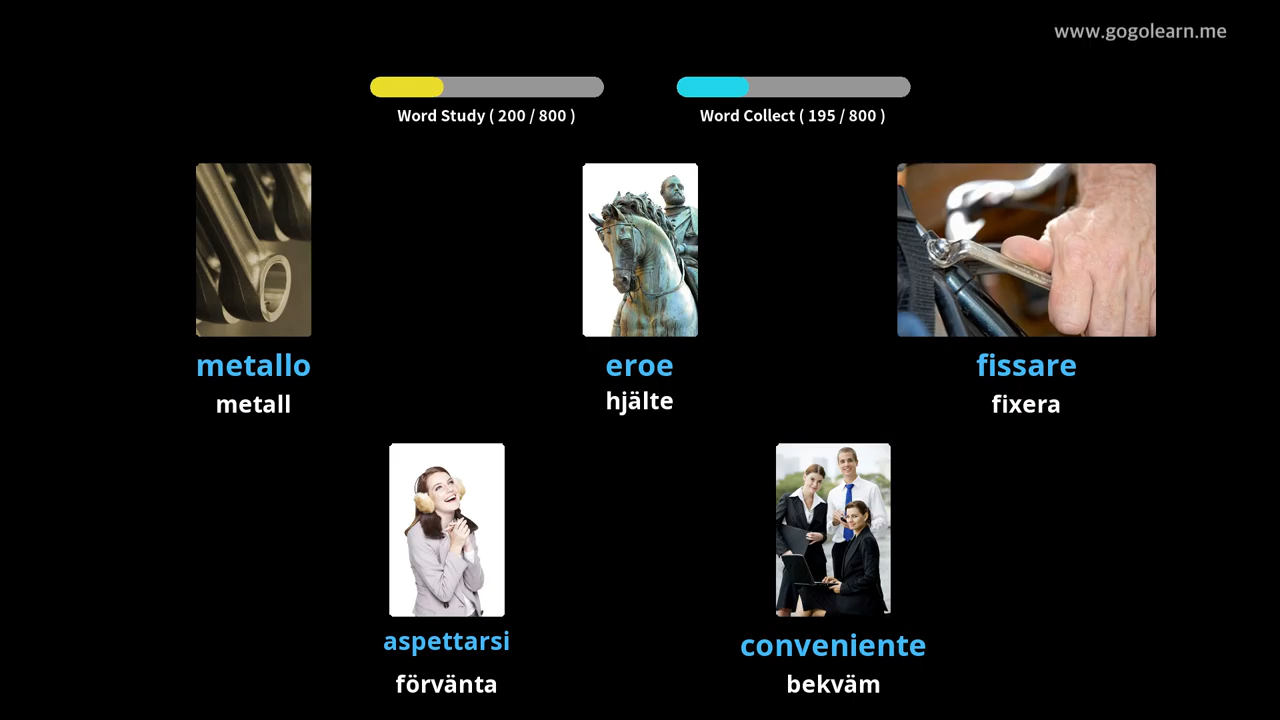 www.gogolearn.me
Word Study ( 200 / 800 )
Word Collect ( 195 / 800 )
metallo
metall
eroe
hjälte
fissare
fixera
aspettarsi
förvänta
conveniente
bekväm